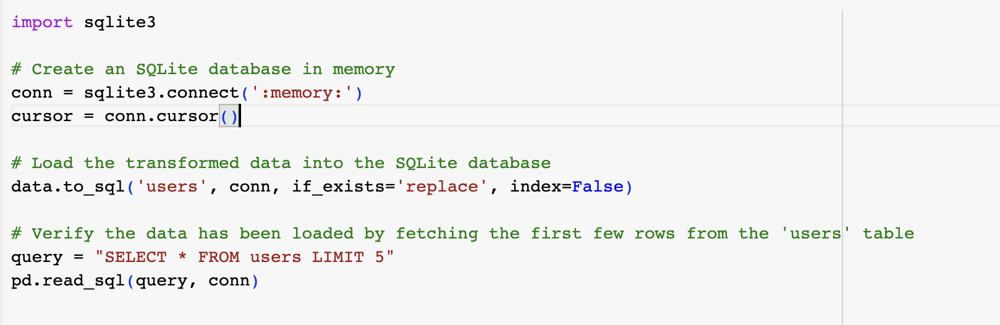 import sqlite3
# Create an SQLite database in memory
conn = sqlite3.connect(':memory:')
cursor = conn.cursor()
# Load the transformed data into the SQLite database
data.to_sql('users', conn, if_exists='replace', index=False)
# Verify the data has been loaded by fetching the first few rows from the 'users' table
query = "SELECT * FROM users LIMIT 5"
pd.read_sql(query, conn)